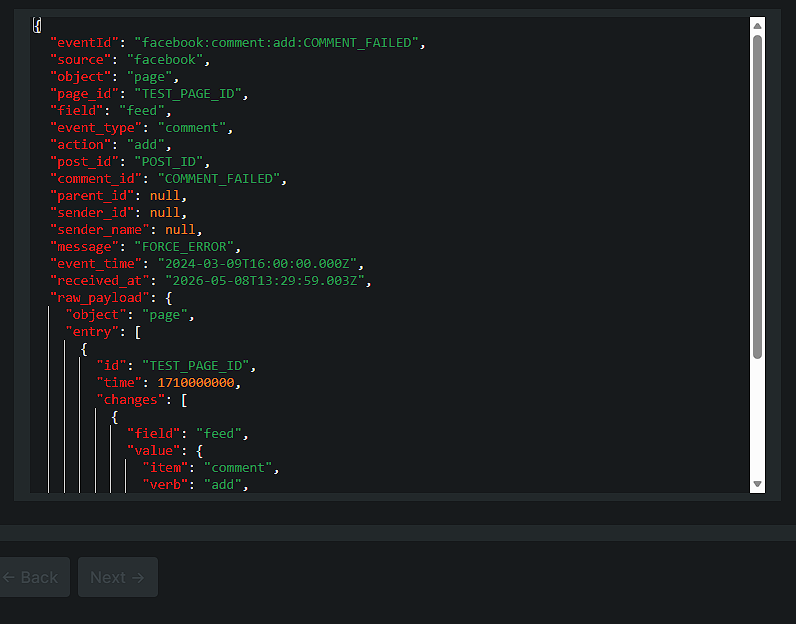 {
"eventId": "facebook:comment:add:COMMENT_FAILED",
"source": "facebook",
"object": "page",
"page_id": "TEST_PAGE_ID",
"field": "feed",
"event_type": "comment",
"action": "add",
"post_id": "POST_ID",
"comment_id": "COMMENT_FAILED",
"parent_id": null,
"sender_id": null,
"sender_name": null,
"message": "FORCE_ERROR",
"event_time": "2024-03-09T16:00:00.000Z",
"received_at": "2026-05-08T13:29:59.003Z",
"raw_payload": {
"object": "page",
"entry": [
{
"id": "TEST_PAGE_ID",
"time": 1710000000,
"changes": [
{
"field": "feed",
"value": {
"item": "comment",
"verb": "add",
← Back
Next →